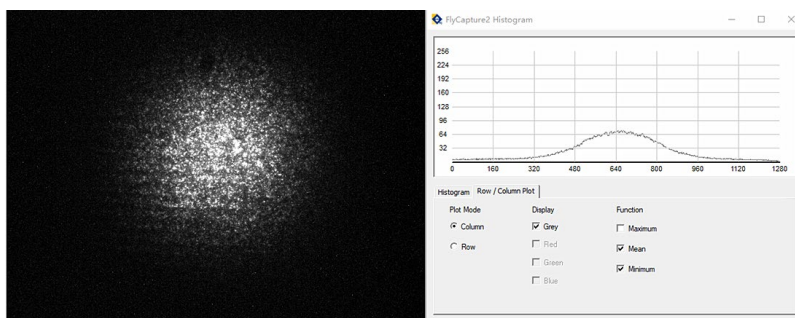 FlyCapture2 Histogram
256
224
192
160
128
96
64
32
0 160 320 480 640 800 960 1120 1280
Histogram Row / Column Plot
Plot Mode Display Function
Column Grey Maximum
Row Red Mean
Green Minimum
Blue